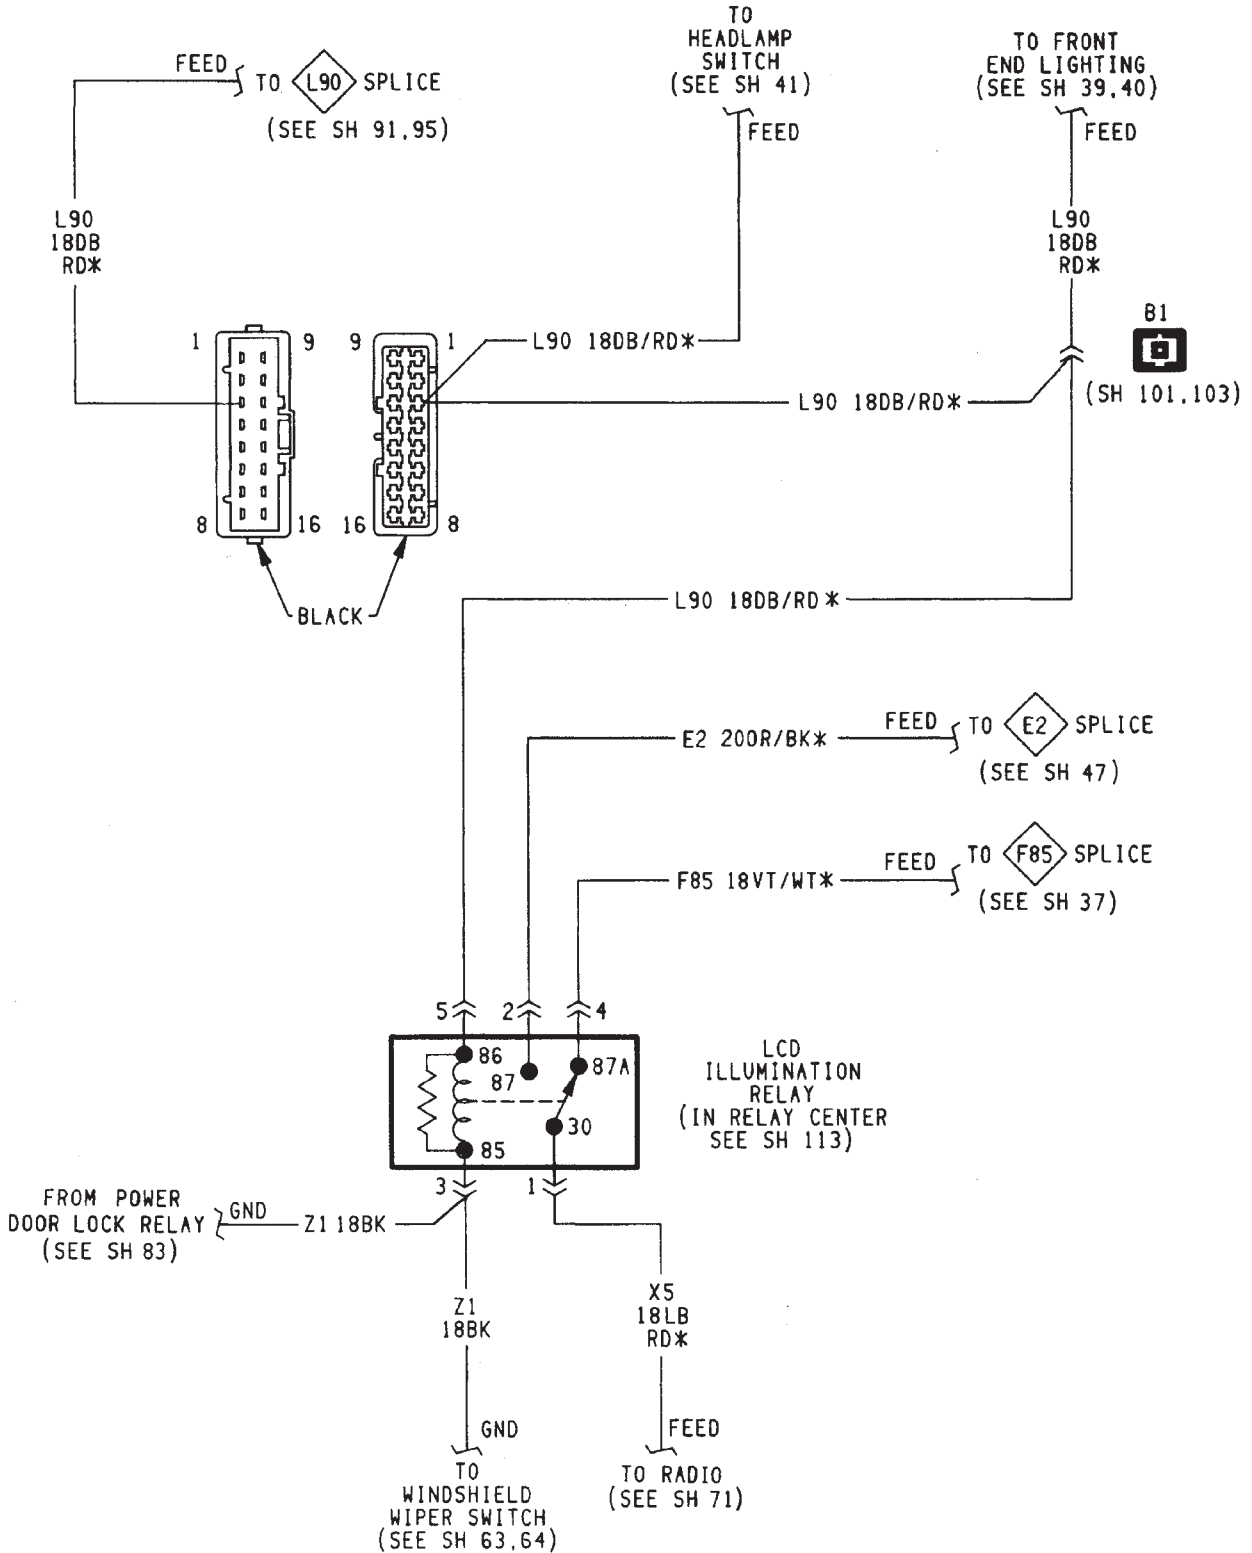 FEED
TO L90 SPLICE
(SEE SH 91,95)
TO
HEADLAMP
SWITCH
(SEE SH 41)
FEED
TO FRONT
END LIGHTING
(SEE SH 39,40)
FEED
L90
18DB
RD*
L90
18DB
RD*
B1
(SH 101,103)
1 9
9 1
L90 18DB/RD*
L90 18DB/RD*
8 16
16 8
BLACK
L90 18DB/RD*
E2 20OR/BK*
FEED
TO E2 SPLICE
(SEE SH 47)
F85 18VT/WT*
FEED
TO F85 SPLICE
(SEE SH 37)
5 2 4
86
87
87A
30
85
LCD
ILLUMINATION
RELAY
(IN RELAY CENTER
SEE SH 113)
3 1
FROM POWER
DOOR LOCK RELAY
(SEE SH 83)
GND
Z1 18BK
Z1
18BK
X5
18LB
RD*
GND
FEED
TO
WINDSHIELD
WIPER SWITCH
(SEE SH 63,64)
TO RADIO
(SEE SH 71)